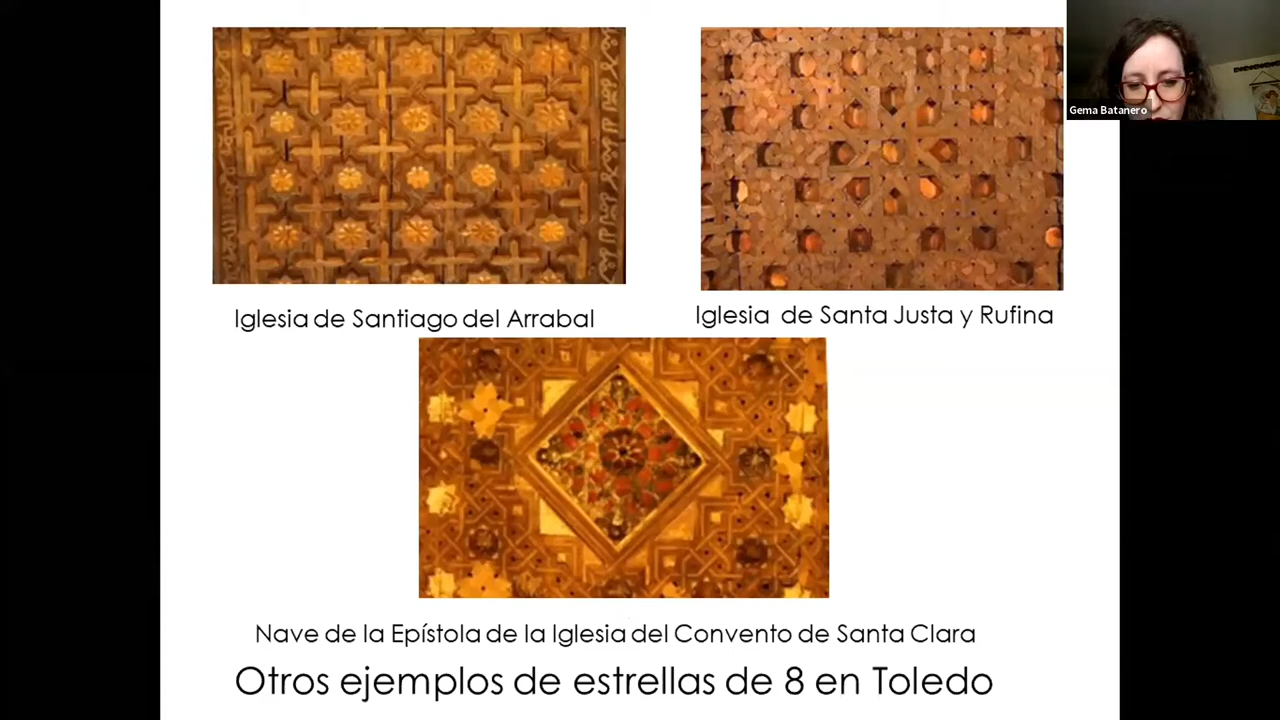 Gema Batanero
Iglesia de Santiago del Arrabal
Iglesia de Santa Justa y Rufina
Nave de la Epístola de la Iglesia del Convento de Santa Clara
Otros ejemplos de estrellas de 8 en Toledo